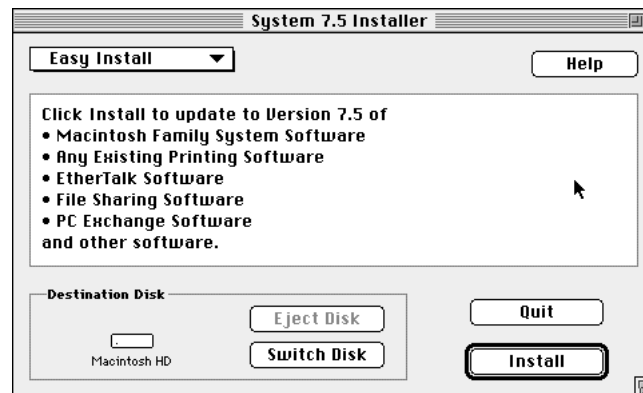 System 7.5 Installer
Easy Install
Help
Click Install to update to Version 7.5 of
• Macintosh Family System Software
• Any Existing Printing Software
• EtherTalk Software
• File Sharing Software
• PC Exchange Software
and other software.
Destination Disk
Macintosh HD
Eject Disk
Switch Disk
Quit
Install